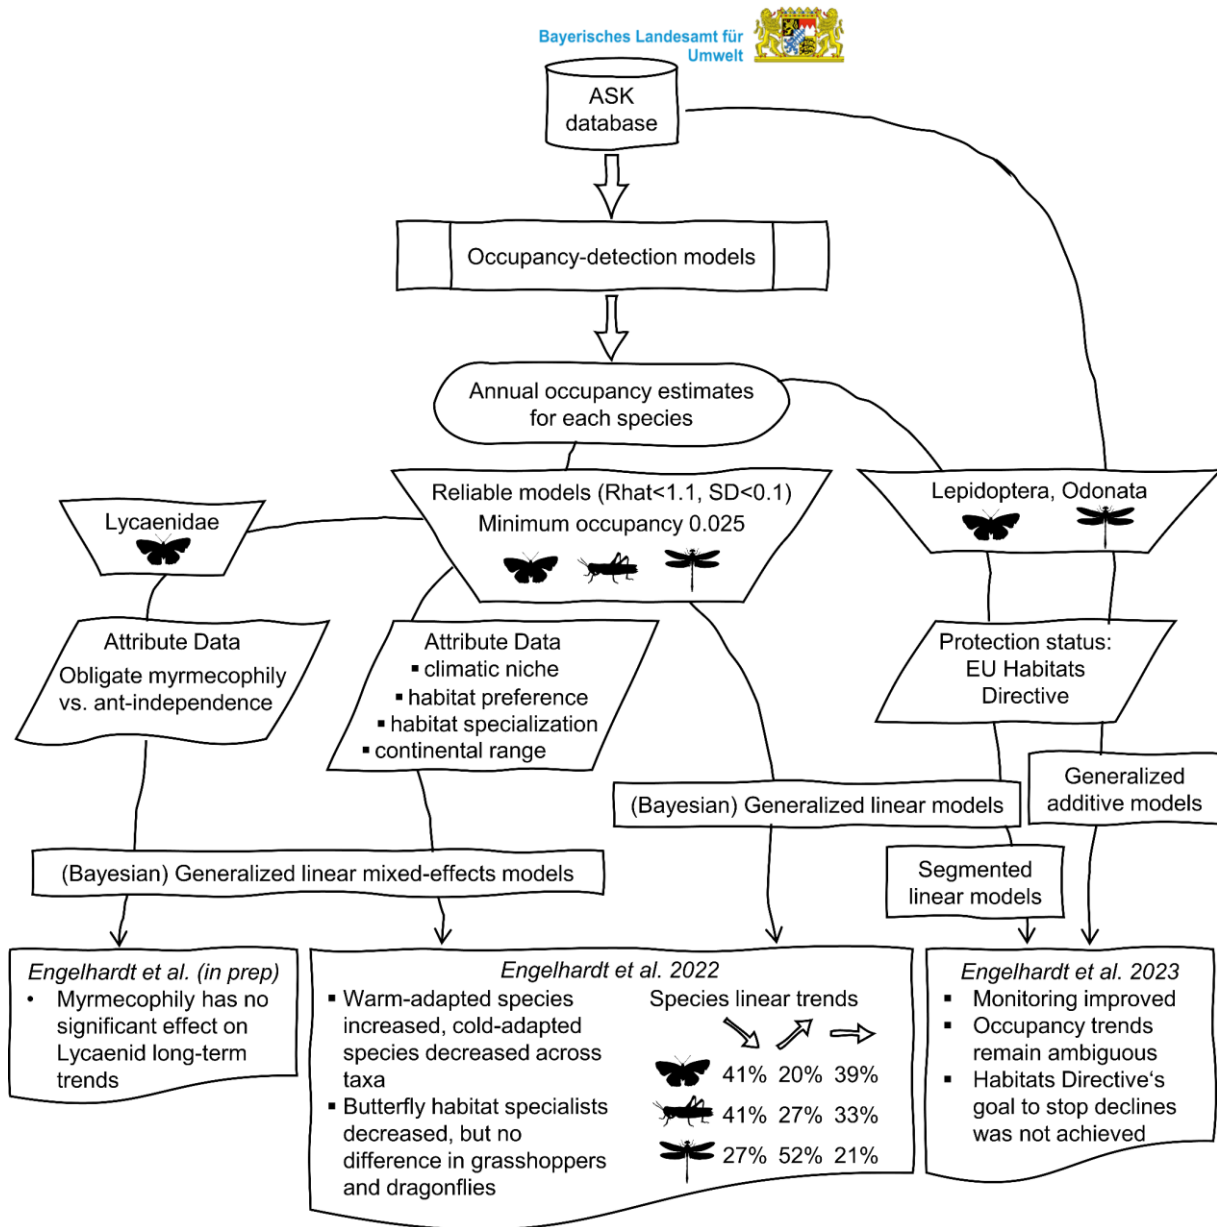 Bayerisches Landesamt für
Umwelt
ASK
database
Occupancy-detection models
Annual occupancy estimates
for each species
Reliable models (Rhat<1.1, SD<0.1)
Minimum occupancy 0.025
Lycaenidae
Lepidoptera, Odonata
Attribute Data
Obligate myrmecophily
vs. ant-independence
Attribute Data
▪ climatic niche
▪ habitat preference
▪ habitat specialization
▪ continental range
Protection status:
EU Habitats
Directive
(Bayesian) Generalized linear models
Generalized
additive models
(Bayesian) Generalized linear mixed-effects models
Segmented
linear models
Engelhardt et al. (in prep)
• Myrmecophily has no
significant effect on
Lycaenid long-term
trends
Engelhardt et al. 2022
▪ Warm-adapted species
increased, cold-adapted
species decreased across
taxa
▪ Butterfly habitat specialists
decreased, but no
difference in grasshoppers
and dragonflies
Species linear trends
41% 20% 39%
41% 27% 33%
27% 52% 21%
Engelhardt et al. 2023
▪ Monitoring improved
▪ Occupancy trends
remain ambiguous
▪ Habitats Directive‘s
goal to stop declines
was not achieved